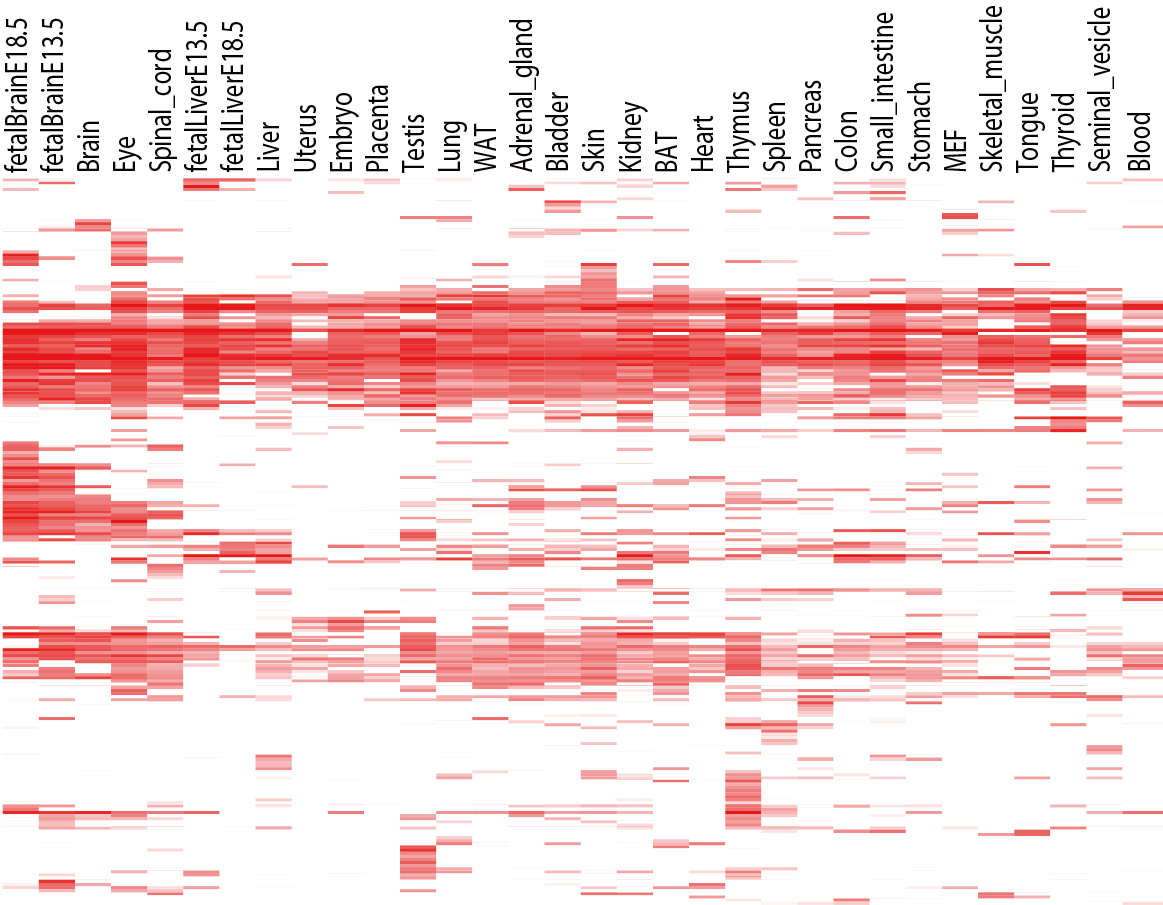 fetalBrainE18.5
fetalBrainE13.5
Brain
Eye
Spinal_cord
fetalLiverE13.5
fetalLiverE18.5
Liver
Uterus
Embryo
Placenta
Testis
Lung
WAT
Adrenal_gland
Bladder
Skin
Kidney
BAT
Heart
Thymus
Spleen
Pancreas
Colon
Small_intestine
Stomach
MEF
Skeletal_muscle
Tongue
Thyroid
Seminal_vesicle
Blood